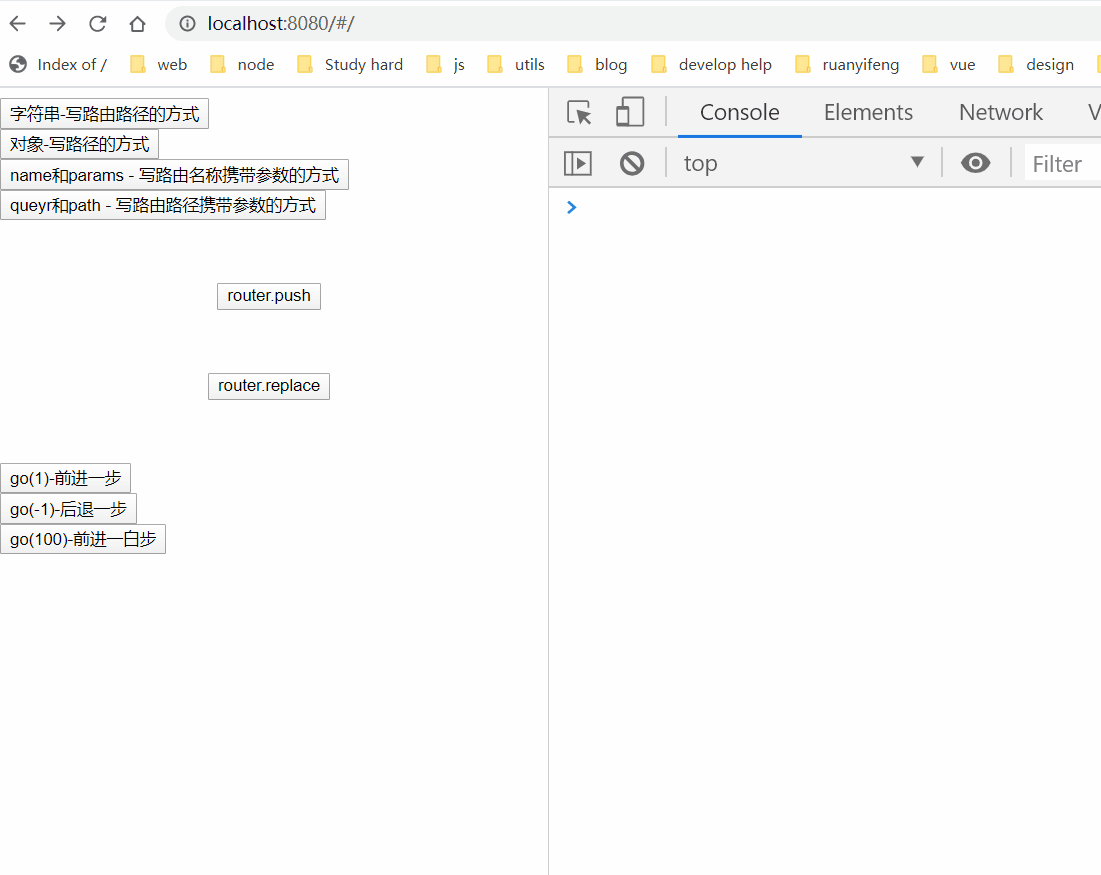 localhost:8080/#/
Index of / web node Study hard js utils blog develop help ruanyifeng vue design
字符串-写路由路径的方式
对象-写路径的方式
name和params - 写路由名称携带参数的方式
queyr和path - 写路由路径携带参数的方式
router.push
router.replace
go(1)-前进一步
go(-1)-后退一步
go(100)-前进一白步
Console Elements Network V
top Filter